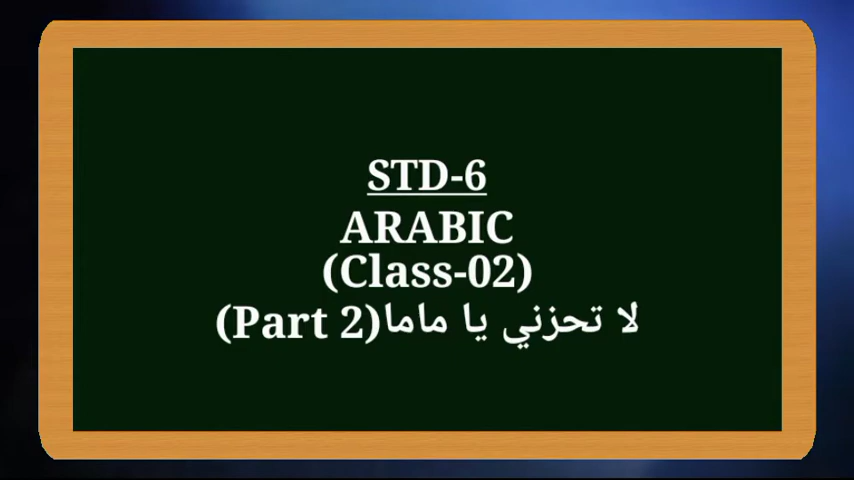 STD-6
ARABIC
(Class-02)
لا تحزني يا ماما(Part 2)